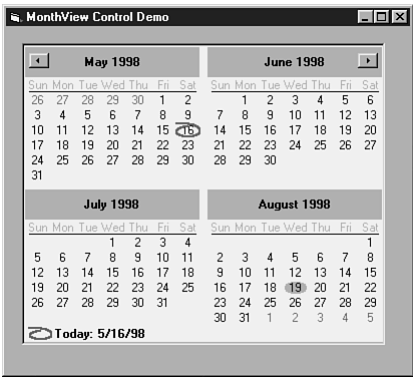 MonthView Control Demo
May 1998
Sun Mon Tue Wed Thu Fri Sat
26 27 28 29 30 1 2
3 4 5 6 7 8 9
10 11 12 13 14 15 16
17 18 19 20 21 22 23
24 25 26 27 28 29 30
31
June 1998
Sun Mon Tue Wed Thu Fri Sat
1 2 3 4 5 6
7 8 9 10 11 12 13
14 15 16 17 18 19 20
21 22 23 24 25 26 27
28 29 30
July 1998
Sun Mon Tue Wed Thu Fri Sat
1 2 3 4
5 6 7 8 9 10 11
12 13 14 15 16 17 18
19 20 21 22 23 24 25
26 27 28 29 30 31
August 1998
Sun Mon Tue Wed Thu Fri Sat
1
2 3 4 5 6 7 8
9 10 11 12 13 14 15
16 17 18 19 20 21 22
23 24 25 26 27 28 29
30 31 1 2 3 4 5
Today: 5/16/98